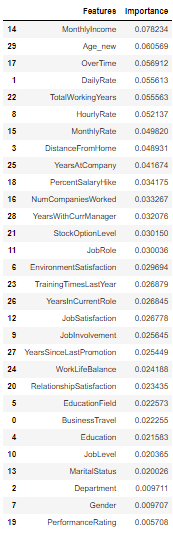 Features Importance
14 MonthlyIncome 0.078234
29 Age_new 0.060569
17 OverTime 0.056912
1 DailyRate 0.055613
22 TotalWorkingYears 0.055563
8 HourlyRate 0.052137
15 MonthlyRate 0.049820
3 DistanceFromHome 0.048931
25 YearsAtCompany 0.041674
18 PercentSalaryHike 0.034175
16 NumCompaniesWorked 0.033267
28 YearsWithCurrManager 0.032076
21 StockOptionLevel 0.030150
11 JobRole 0.030036
6 EnvironmentSatisfaction 0.029694
23 TrainingTimesLastYear 0.026879
26 YearsInCurrentRole 0.026845
12 JobSatisfaction 0.026778
9 JobInvolvement 0.025645
27 YearsSinceLastPromotion 0.025449
24 WorkLifeBalance 0.024188
20 RelationshipSatisfaction 0.023435
5 EducationField 0.022573
0 BusinessTravel 0.022255
4 Education 0.021583
10 JobLevel 0.020365
13 MaritalStatus 0.020026
2 Department 0.009711
7 Gender 0.009707
19 PerformanceRating 0.005708